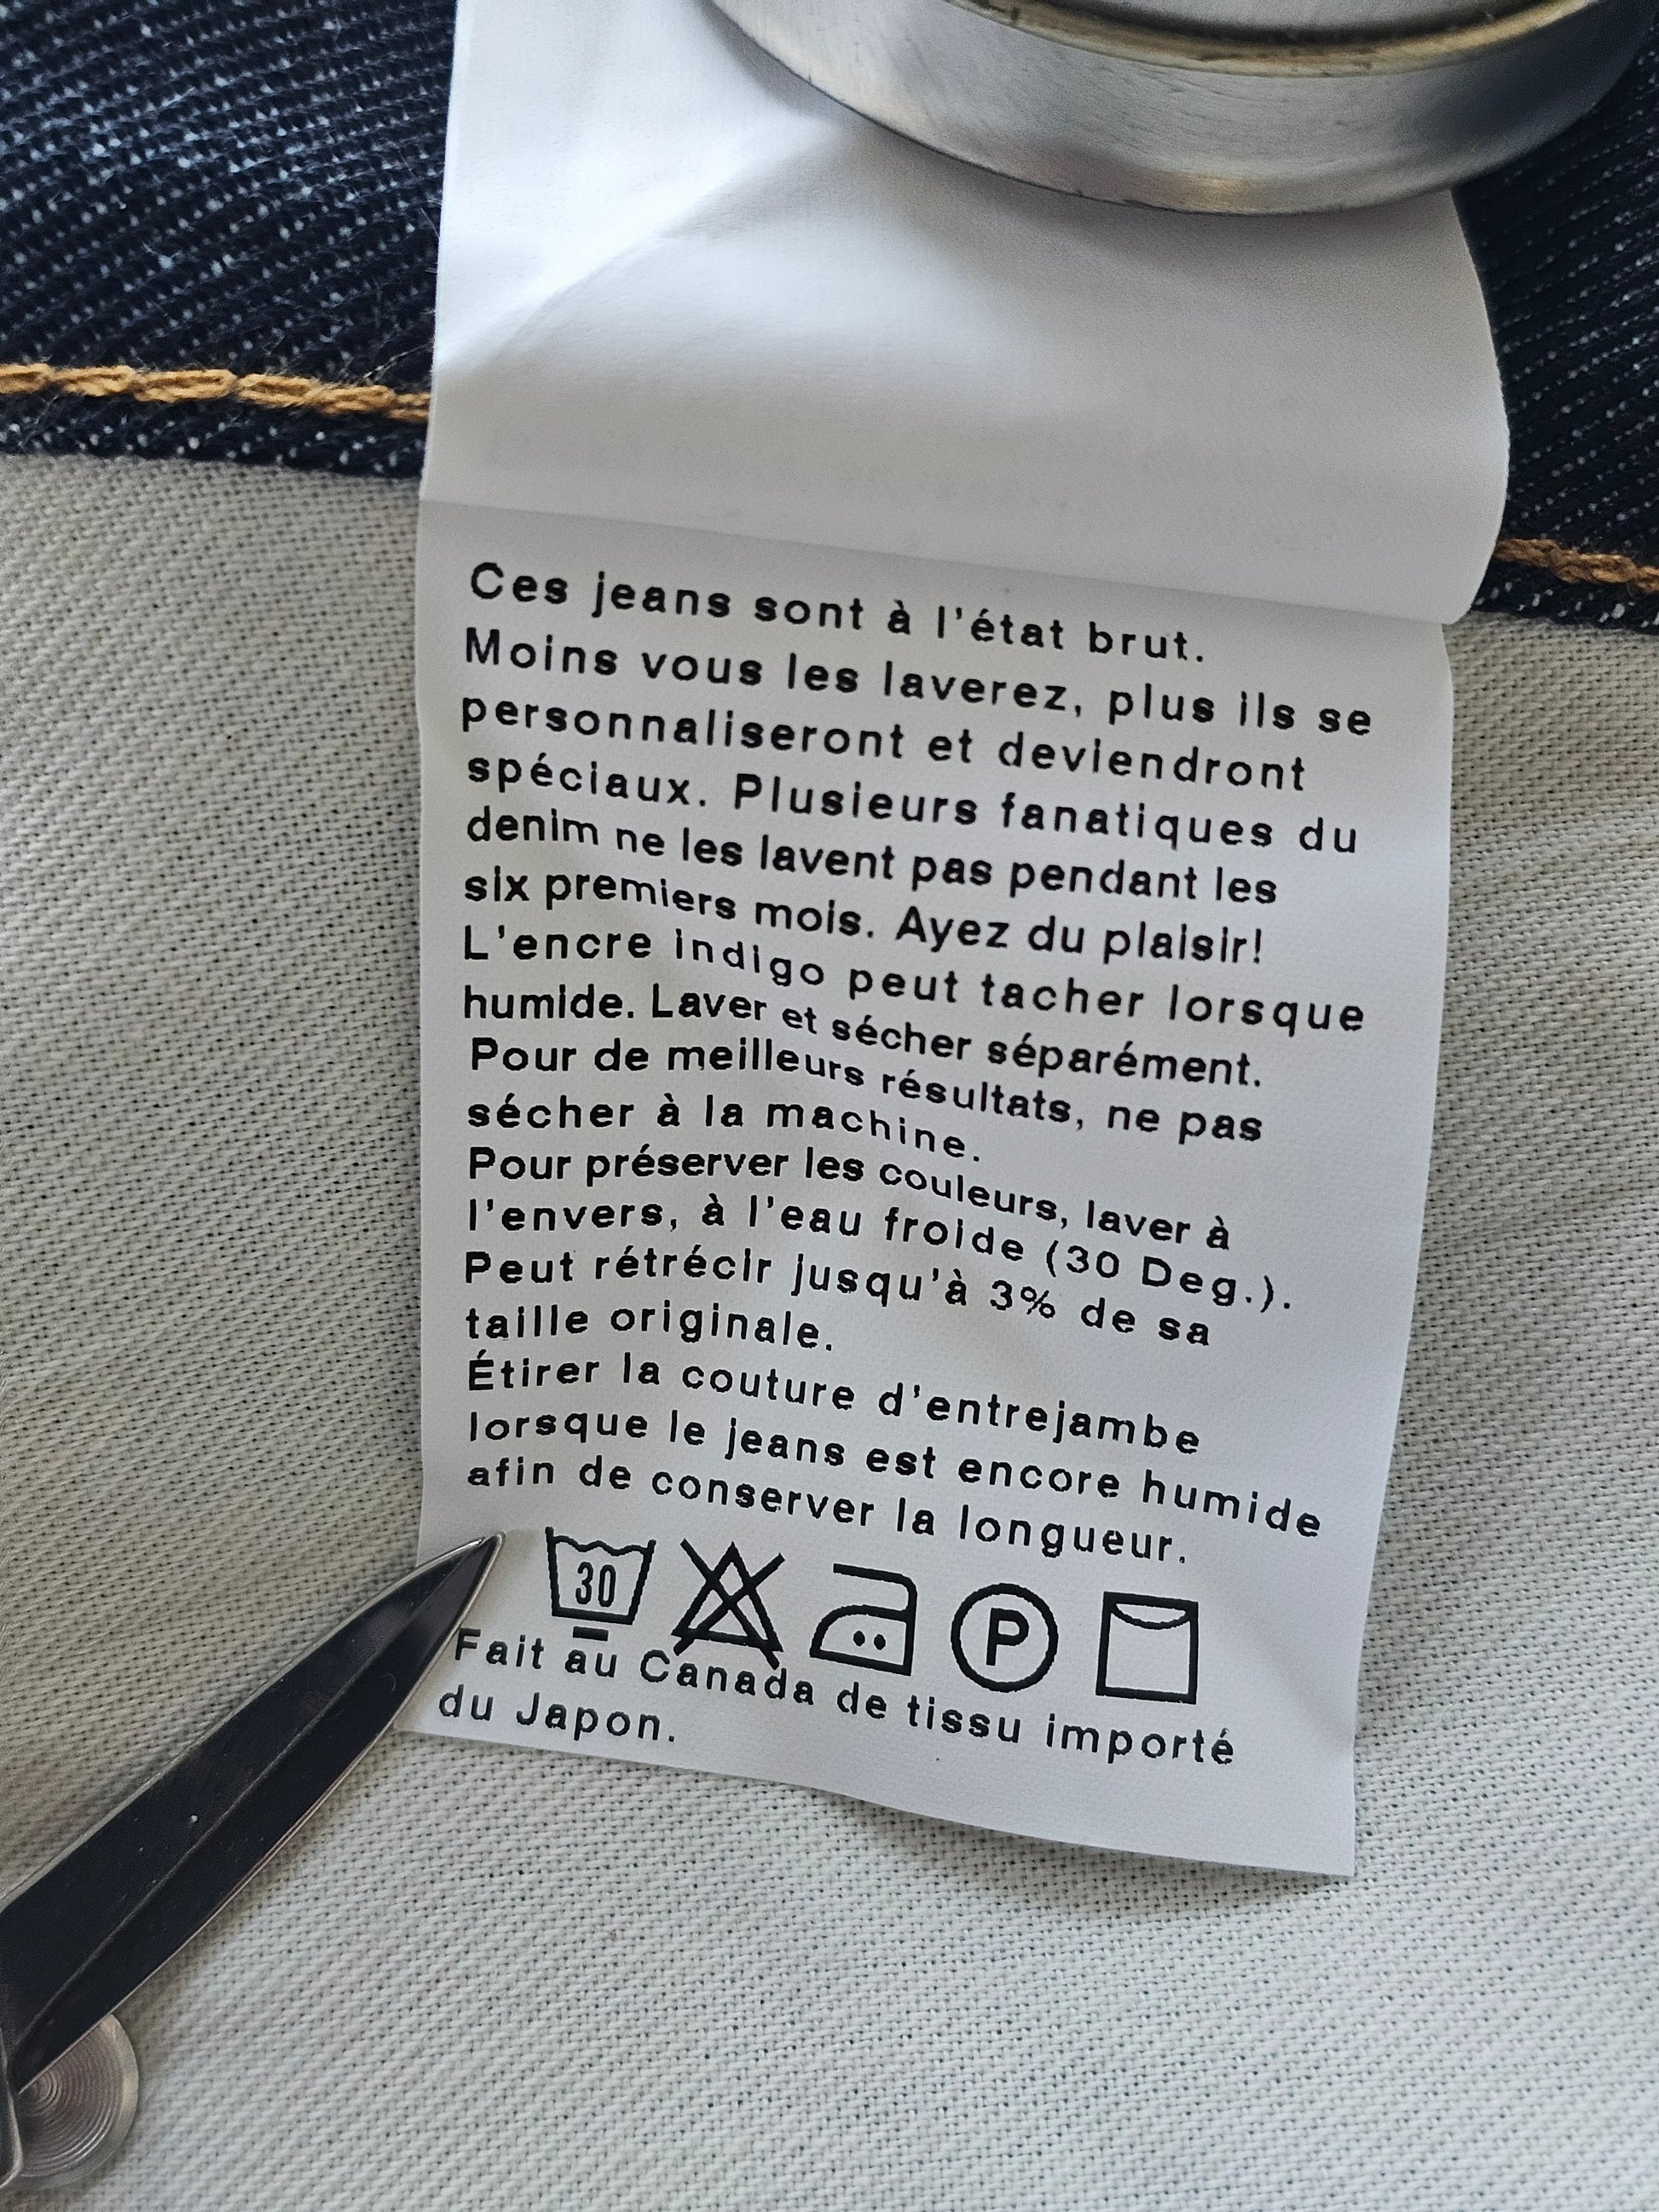 Ces jeans sont à l'état brut.
Moins vous les laverez, plus ils se
personnaliseront et deviendront
spéciaux. Plusieurs fanatiques du
denim ne les lavent pas pendant les
six premiers mois. Ayez du plaisir!
L'encre indigo peut tacher lorsque
humide. Laver et sécher séparément.
Pour de meilleurs résultats, ne pas
sécher à la machine.
Pour préserver les couleurs, laver à
l'envers, à l'eau froide (30 Deg.).
Peut rétrécir jusqu'à 3% de sa
taille originale.
Étirer la couture d'entrejambe
lorsque le jeans est encore humide
afin de conserver la longueur.
30 P
Fait au Canada de tissu importé
du Japon.